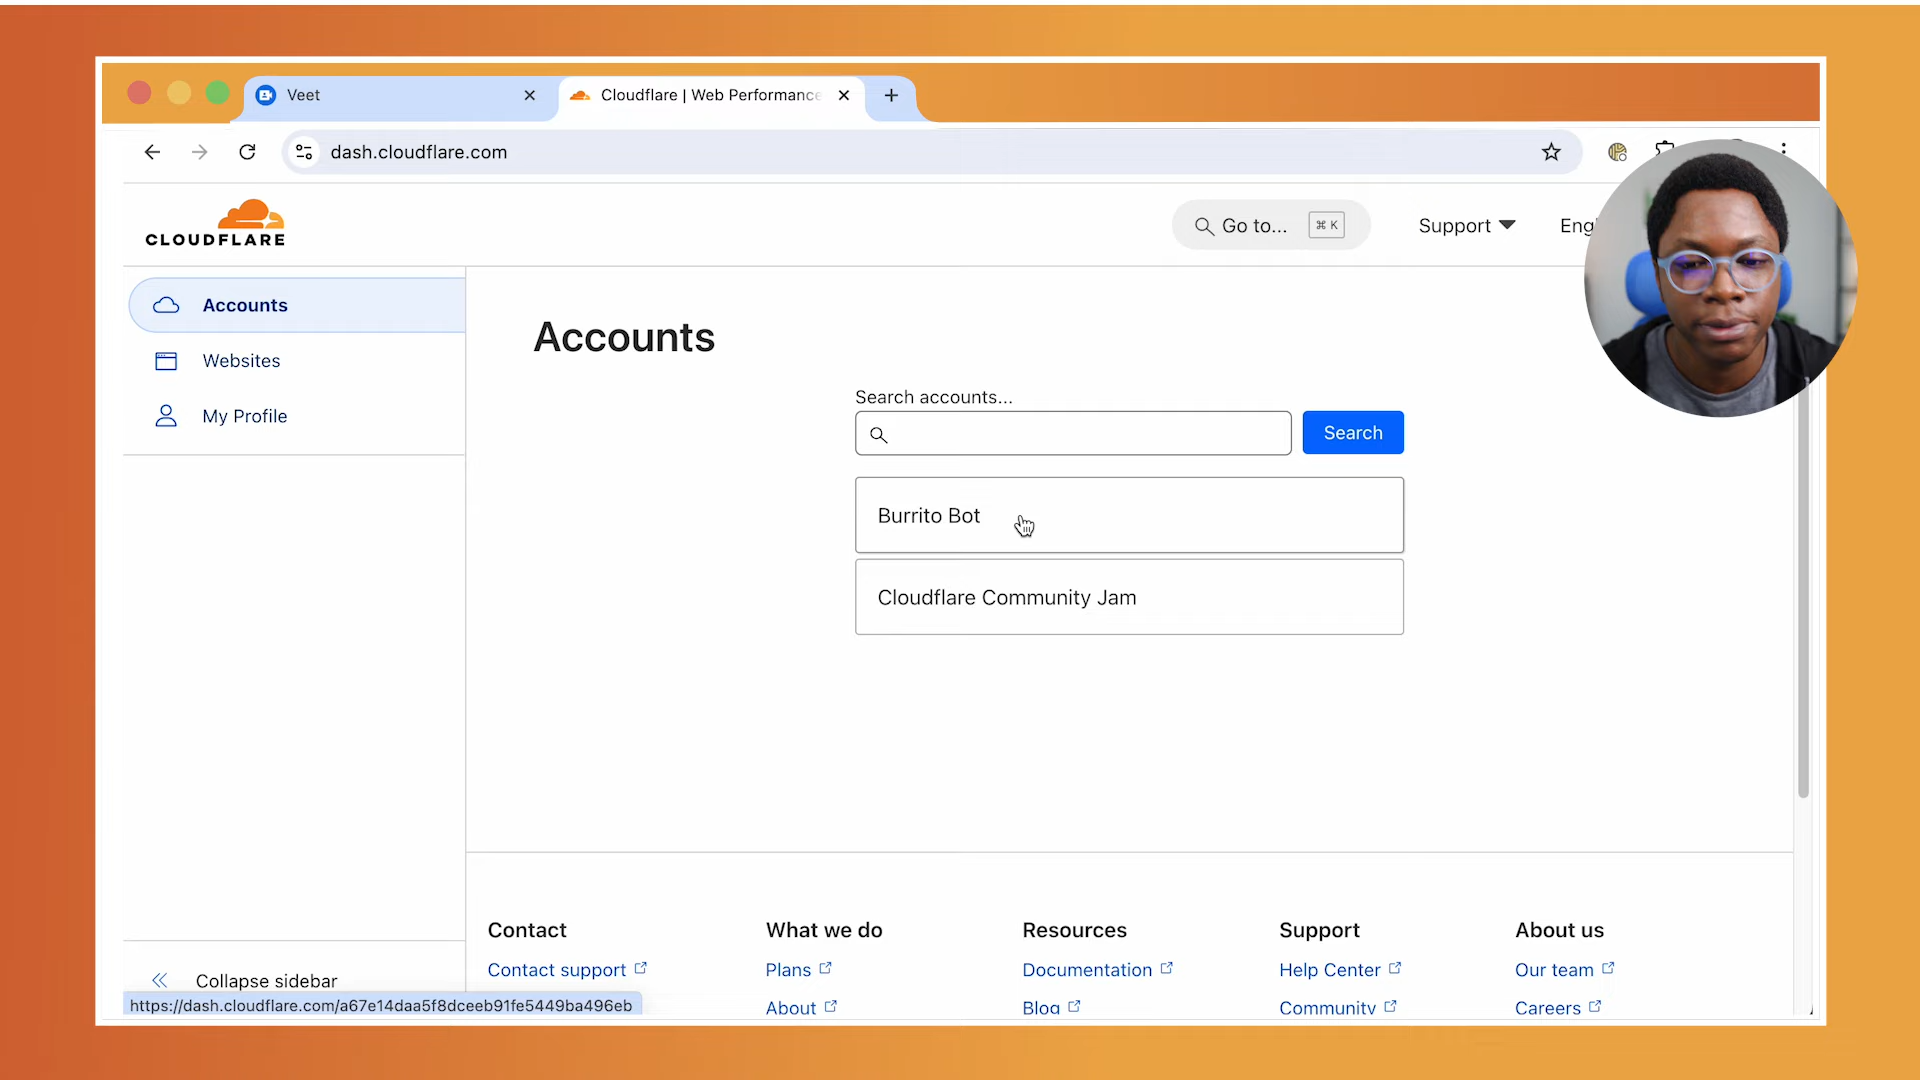 Veet
Cloudflare | Web Performance
dash.cloudflare.com
CLOUDFLARE
Go to...
⌘ K
Support
Eng
Accounts
Websites
My Profile
Accounts
Search accounts...
Search
Burrito Bot
Cloudflare Community Jam
Contact
What we do
Resources
Support
About us
Contact support
Plans
Documentation
Help Center
Our team
About
Blog
Community
Careers
Collapse sidebar
https://dash.cloudflare.com/a67e14daa5f8dceeb91fe5449ba496eb